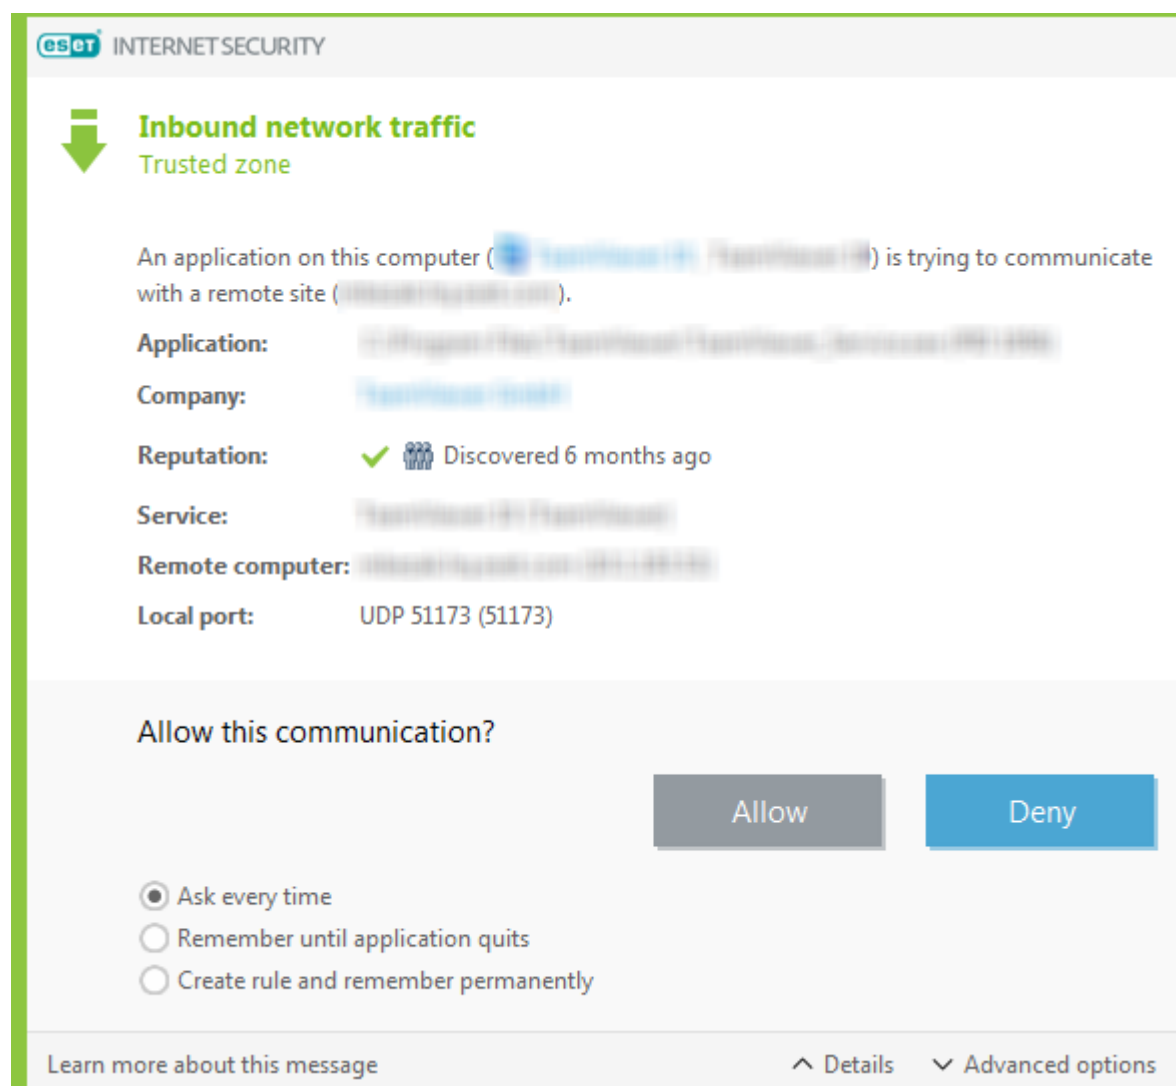 eset INTERNET SECURITY
Inbound network traffic
Trusted zone
An application on this computer ( ) is trying to communicate
with a remote site ( ).
Application:
Company:
Reputation: Discovered 6 months ago
Service:
Remote computer:
Local port: UDP 51173 (51173)
Allow this communication?
Allow Deny
Ask every time
Remember until application quits
Create rule and remember permanently
Learn more about this message Details Advanced options